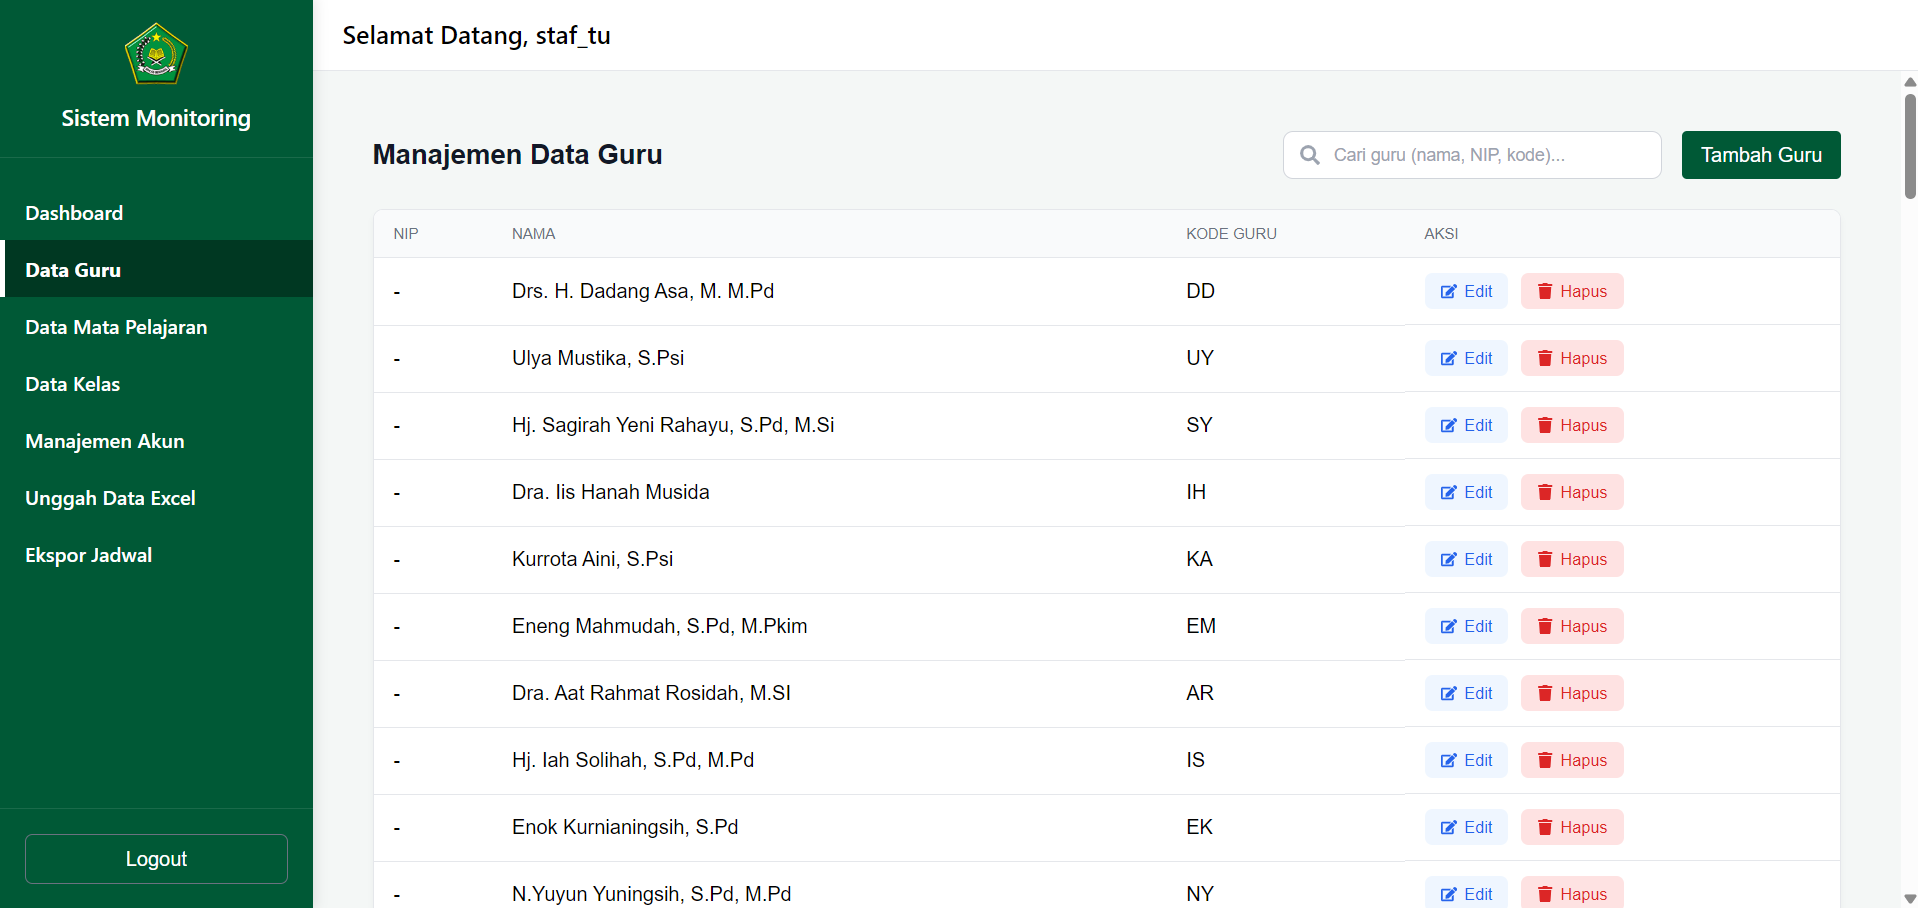 Sistem Monitoring
Dashboard
Data Guru
Data Mata Pelajaran
Data Kelas
Manajemen Akun
Unggah Data Excel
Ekspor Jadwal
Logout
Selamat Datang, staf_tu
Manajemen Data Guru
Cari guru (nama, NIP, kode)...
Tambah Guru
NIP NAMA KODE GURU AKSI
- Drs. H. Dadang Asa, M. M.Pd DD Edit Hapus
- Ulya Mustika, S.Psi UY Edit Hapus
- Hj. Sagirah Yeni Rahayu, S.Pd, M.Si SY Edit Hapus
- Dra. Iis Hanah Musida IH Edit Hapus
- Kurrota Aini, S.Psi KA Edit Hapus
- Eneng Mahmudah, S.Pd, M.Pkim EM Edit Hapus
- Dra. Aat Rahmat Rosidah, M.SI AR Edit Hapus
- Hj. Iah Solihah, S.Pd, M.Pd IS Edit Hapus
- Enok Kurnianingsih, S.Pd EK Edit Hapus
- N.Yuyun Yuningsih, S.Pd, M.Pd NY Edit Hapus